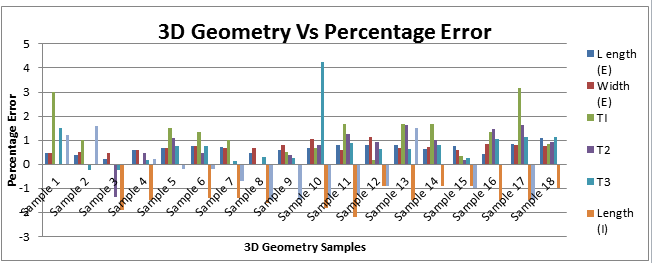 3D Geometry Vs Percentage Error
5
4
3
2
1
0
-1
-2
-3
Percentage Error
Sample 1
Sample 2
Sample 3
Sample 4
Sample 5
Sample 6
Sample 7
Sample 8
Sample 9
Sample 10
Sample 11
Sample 12
Sample 13
Sample 14
Sample 15
Sample 16
Sample 17
Sample 18
3D Geometry Samples
L ength
(E)
Width
(E)
T1
T2
T3
Length
(I)